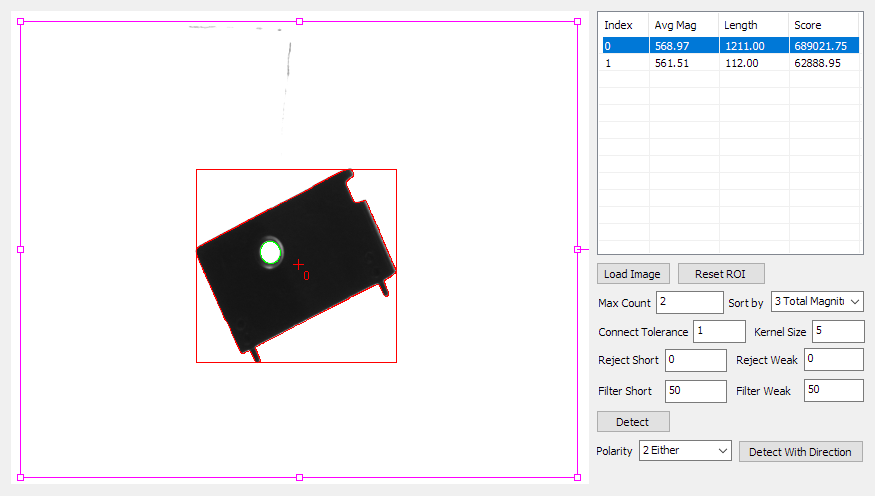 Index Avg Mag Length Score
0 568.97 1211.00 689021.75
1 561.51 112.00 62888.95
0
Load Image Reset ROI
Max Count 2 Sort by 3 Total Magnitu
Connect Tolerance 1 Kernel Size 5
Reject Short 0 Reject Weak 0
Filter Short 50 Filter Weak 50
Detect
Polarity 2 Either Detect With Direction